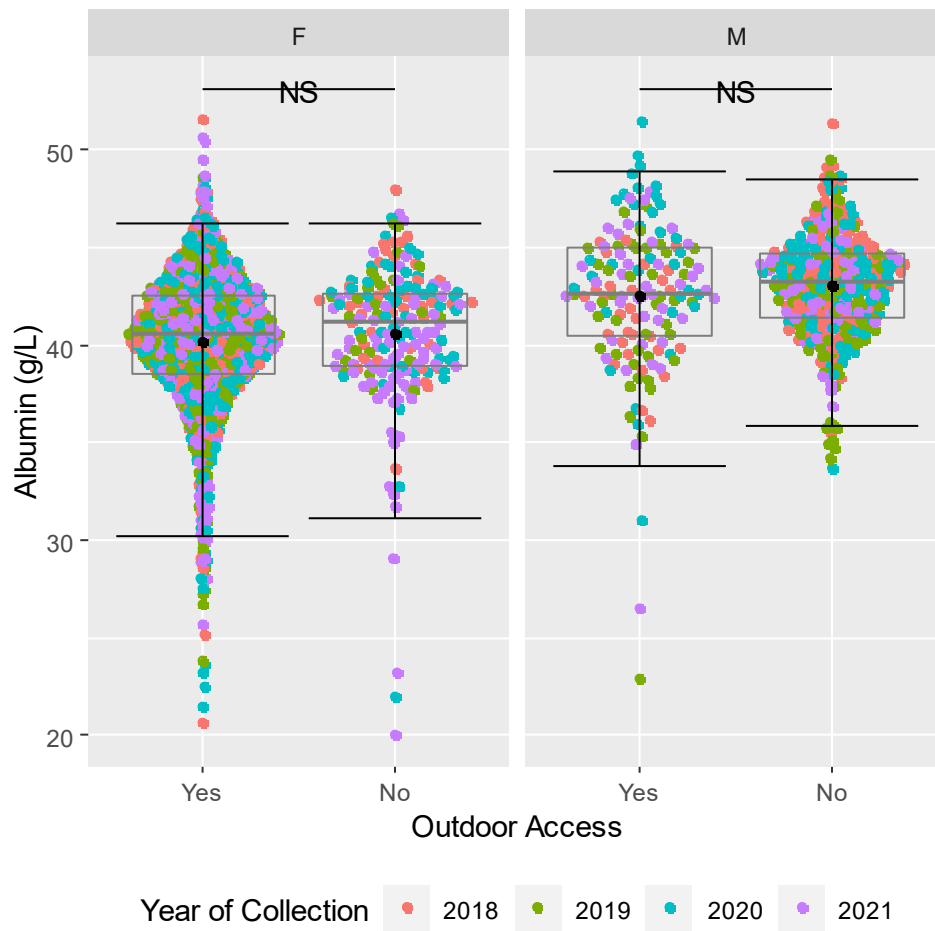 F
M
NS
NS
50
40
30
20
Albumin (g/L)
Yes
No
Yes
No
Outdoor Access
Year of Collection
2018
2019
2020
2021